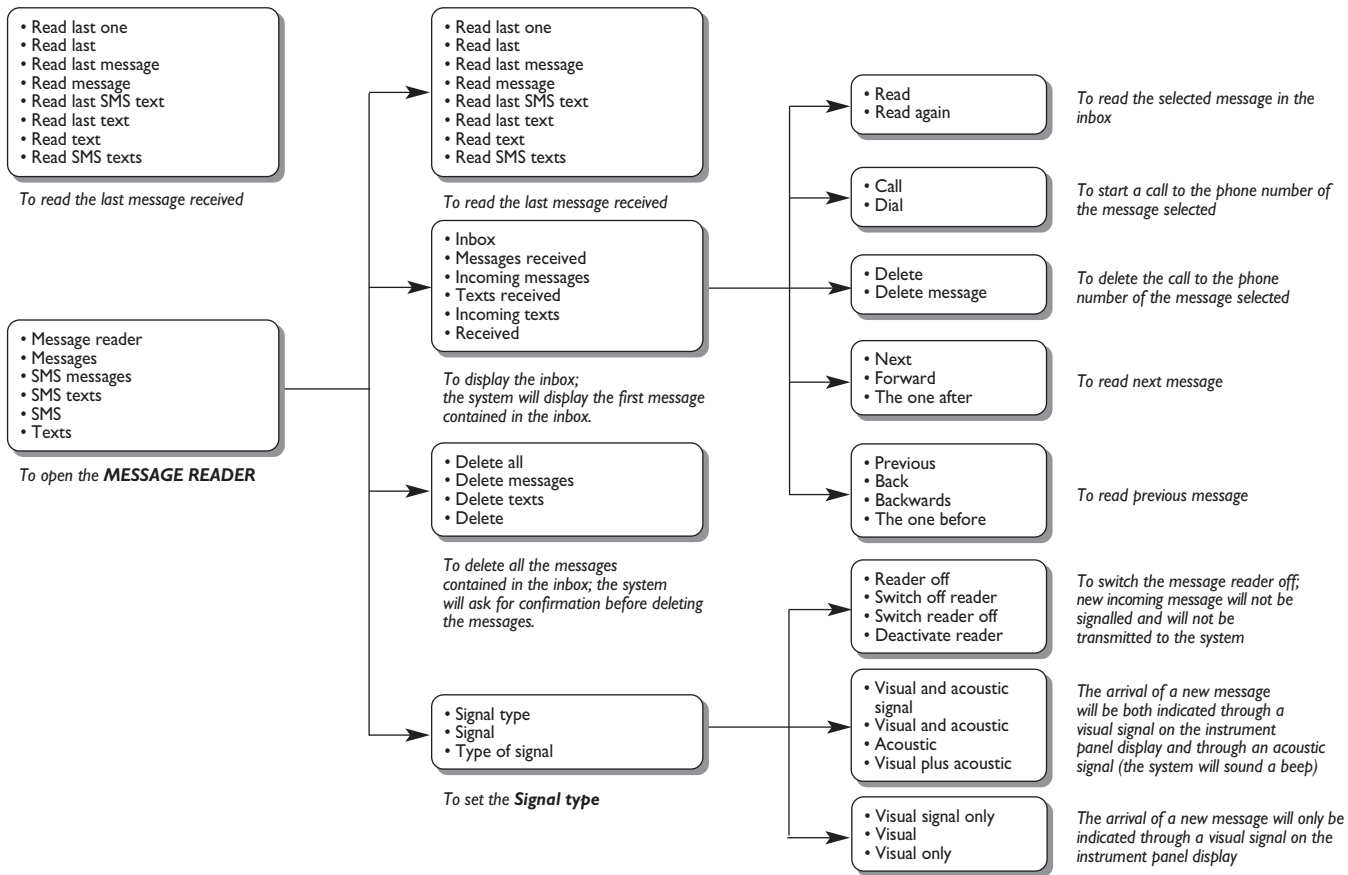 • Read last one
• Read last
• Read last message
• Read message
• Read last SMS text
• Read last text
• Read text
• Read SMS texts
To read the last message received
• Message reader
• Messages
• SMS messages
• SMS texts
• SMS
• Texts
To open the MESSAGE READER
• Read last one
• Read last
• Read last message
• Read message
• Read last SMS text
• Read last text
• Read text
• Read SMS texts
To read the last message received
• Inbox
• Messages received
• Incoming messages
• Texts received
• Incoming texts
• Received
To display the inbox;
the system will display the first message
contained in the inbox.
• Delete all
• Delete messages
• Delete texts
• Delete
To delete all the messages
contained in the inbox; the system
will ask for confirmation before deleting
the messages.
• Signal type
• Signal
• Type of signal
To set the Signal type
• Read
• Read again
To read the selected message in the
inbox
• Call
• Dial
To start a call to the phone number of
the message selected
• Delete
• Delete message
To delete the call to the phone
number of the message selected
• Next
• Forward
• The one after
To read next message
• Previous
• Back
• Backwards
• The one before
To read previous message
• Reader off
• Switch off reader
• Switch reader off
• Deactivate reader
To switch the message reader off;
new incoming message will not be
signalled and will not be
transmitted to the system
• Visual and acoustic
signal
• Visual and acoustic
• Acoustic
• Visual plus acoustic
The arrival of a new message
will be both indicated through a
visual signal on the instrument
panel display and through an acoustic
signal (the system will sound a beep)
• Visual signal only
• Visual
• Visual only
The arrival of a new message will only be
indicated through a visual signal on the
instrument panel display